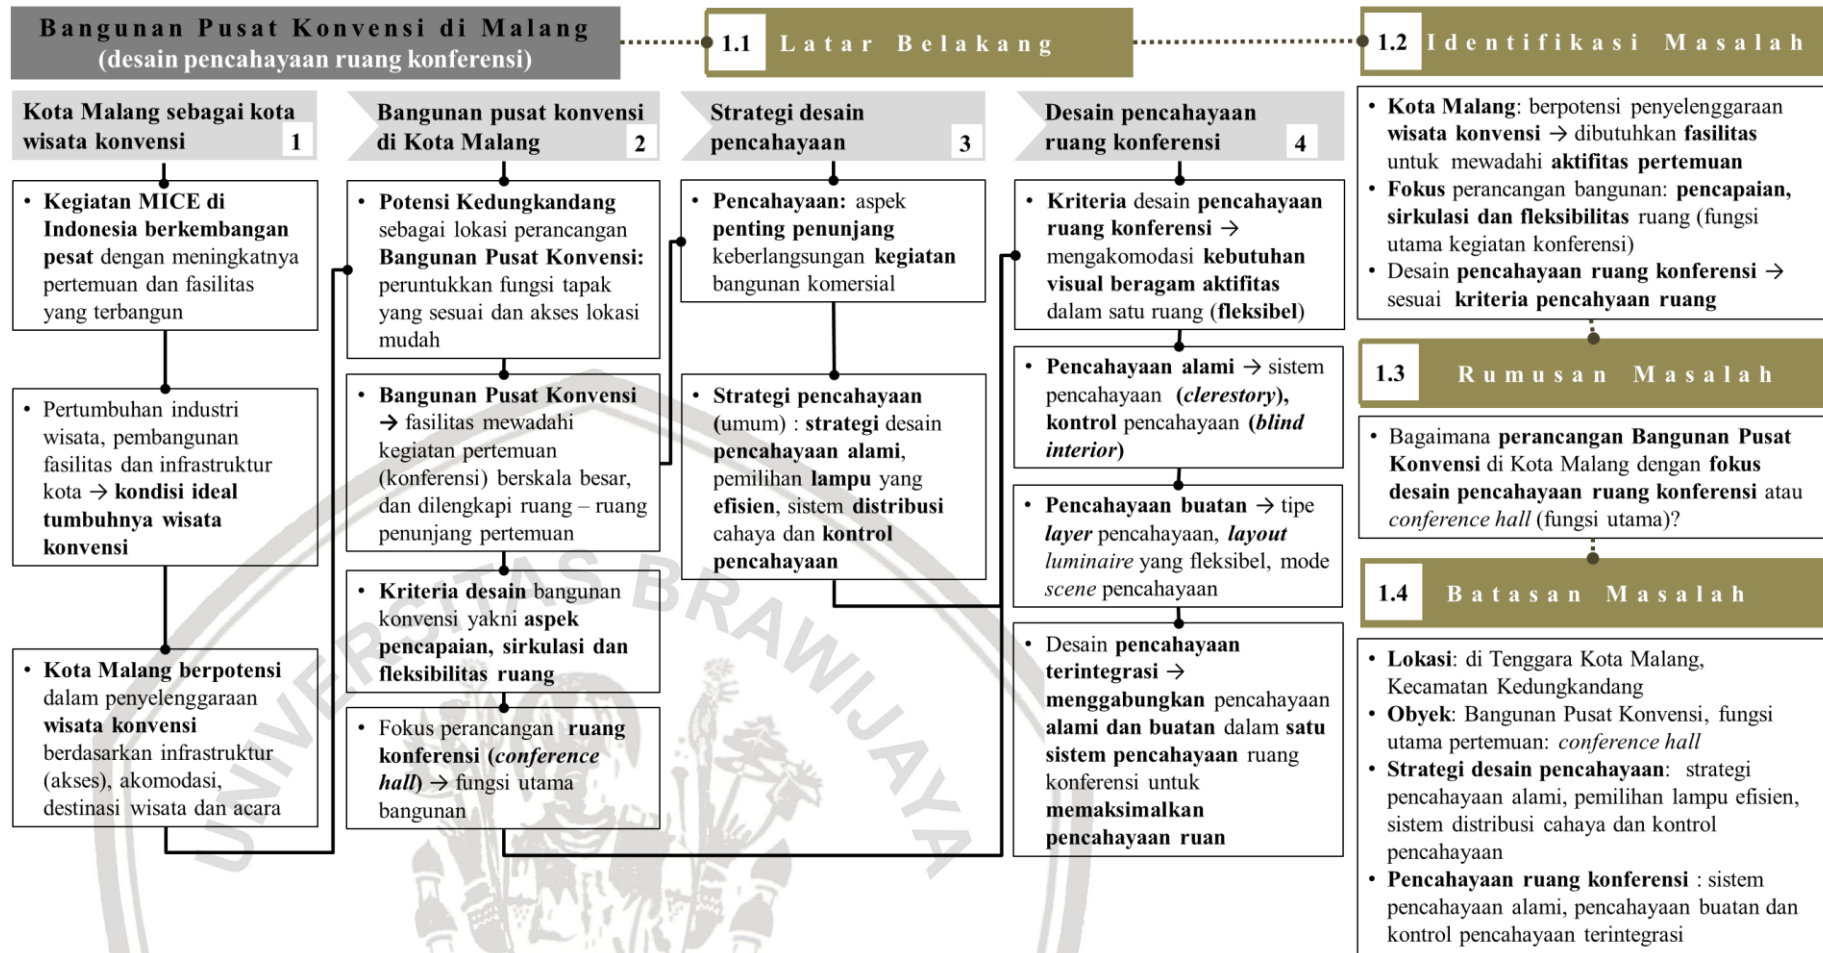 Bangunan Pusat Konvensi di Malang
(desain pencahayaan ruang konferensi)
1.1 Latar Belakang
1.2 Identifikasi Masalah
Kota Malang sebagai kota
wisata konvensi 1
• Kegiatan MICE di
Indonesia berkembangan
pesat dengan meningkatnya
pertemuan dan fasilitas
yang terbangun
• Pertumbuhan industri
wisata, pembangunan
fasilitas dan infrastruktur
kota → kondisi ideal
tumbuhnya wisata
konvensi
• Kota Malang berpotensi
dalam penyelenggaraan
wisata konvensi
berdasarkan infrastruktur
(akses), akomodasi,
destinasi wisata dan acara
Bangunan pusat konvensi
di Kota Malang 2
• Potensi Kedungkandang
sebagai lokasi perancangan
Bangunan Pusat Konvensi:
peruntukkan fungsi tapak
yang sesuai dan akses lokasi
mudah
• Bangunan Pusat Konvensi
→ fasilitas mewadahi
kegiatan pertemuan
(konferensi) berskala besar,
dan dilengkapi ruang – ruang
penunjang pertemuan
• Kriteria desain bangunan
konvensi yakni aspek
pencapaian, sirkulasi dan
fleksibilitas ruang
• Fokus perancangan ruang
konferensi (conference
hall) → fungsi utama
bangunan
Strategi desain
pencahayaan 3
• Pencahayaan: aspek
penting penunjang
keberlangsungan kegiatan
bangunan komersial
• Strategi pencahayaan
(umum) : strategi desain
pencahayaan alami,
pemilihan lampu yang
efisien, sistem distribusi
cahaya dan kontrol
pencahayaan
Desain pencahayaan
ruang konferensi 4
• Kriteria desain pencahayaan
ruang konferensi →
mengakomodasi kebutuhan
visual beragam aktifitas
dalam satu ruang (fleksibel)
• Pencahayaan alami → sistem
pencahayaan (clerestory),
kontrol pencahayaan (blind
interior)
• Pencahayaan buatan → tipe
layer pencahayaan, layout
luminaire yang fleksibel, mode
scene pencahayaan
• Desain pencahayaan
terintegrasi →
menggabungkan pencahayaan
alami dan buatan dalam satu
sistem pencahayaan ruang
konferensi untuk
memaksimalkan
pencahayaan ruan
• Kota Malang: berpotensi penyelenggaraan
wisata konvensi → dibutuhkan fasilitas
untuk mewadahi aktifitas pertemuan
• Fokus perancangan bangunan: pencapaian,
sirkulasi dan fleksibilitas ruang (fungsi
utama kegiatan konferensi)
• Desain pencahayaan ruang konferensi →
sesuai kriteria pencahyaan ruang
1.3 Rumusan Masalah
• Bagaimana perancangan Bangunan Pusat
Konvensi di Kota Malang dengan fokus
desain pencahayaan ruang konferensi atau
conference hall (fungsi utama)?
1.4 Batasan Masalah
• Lokasi: di Tenggara Kota Malang,
Kecamatan Kedungkandang
• Obyek: Bangunan Pusat Konvensi, fungsi
utama pertemuan: conference hall
• Strategi desain pencahayaan: strategi
pencahayaan alami, pemilihan lampu efisien,
sistem distribusi cahaya dan kontrol
pencahayaan
• Pencahayaan ruang konferensi : sistem
pencahayaan alami, pencahayaan buatan dan
kontrol pencahayaan terintegrasi
UNIVERSITAS BRAWIJAYA